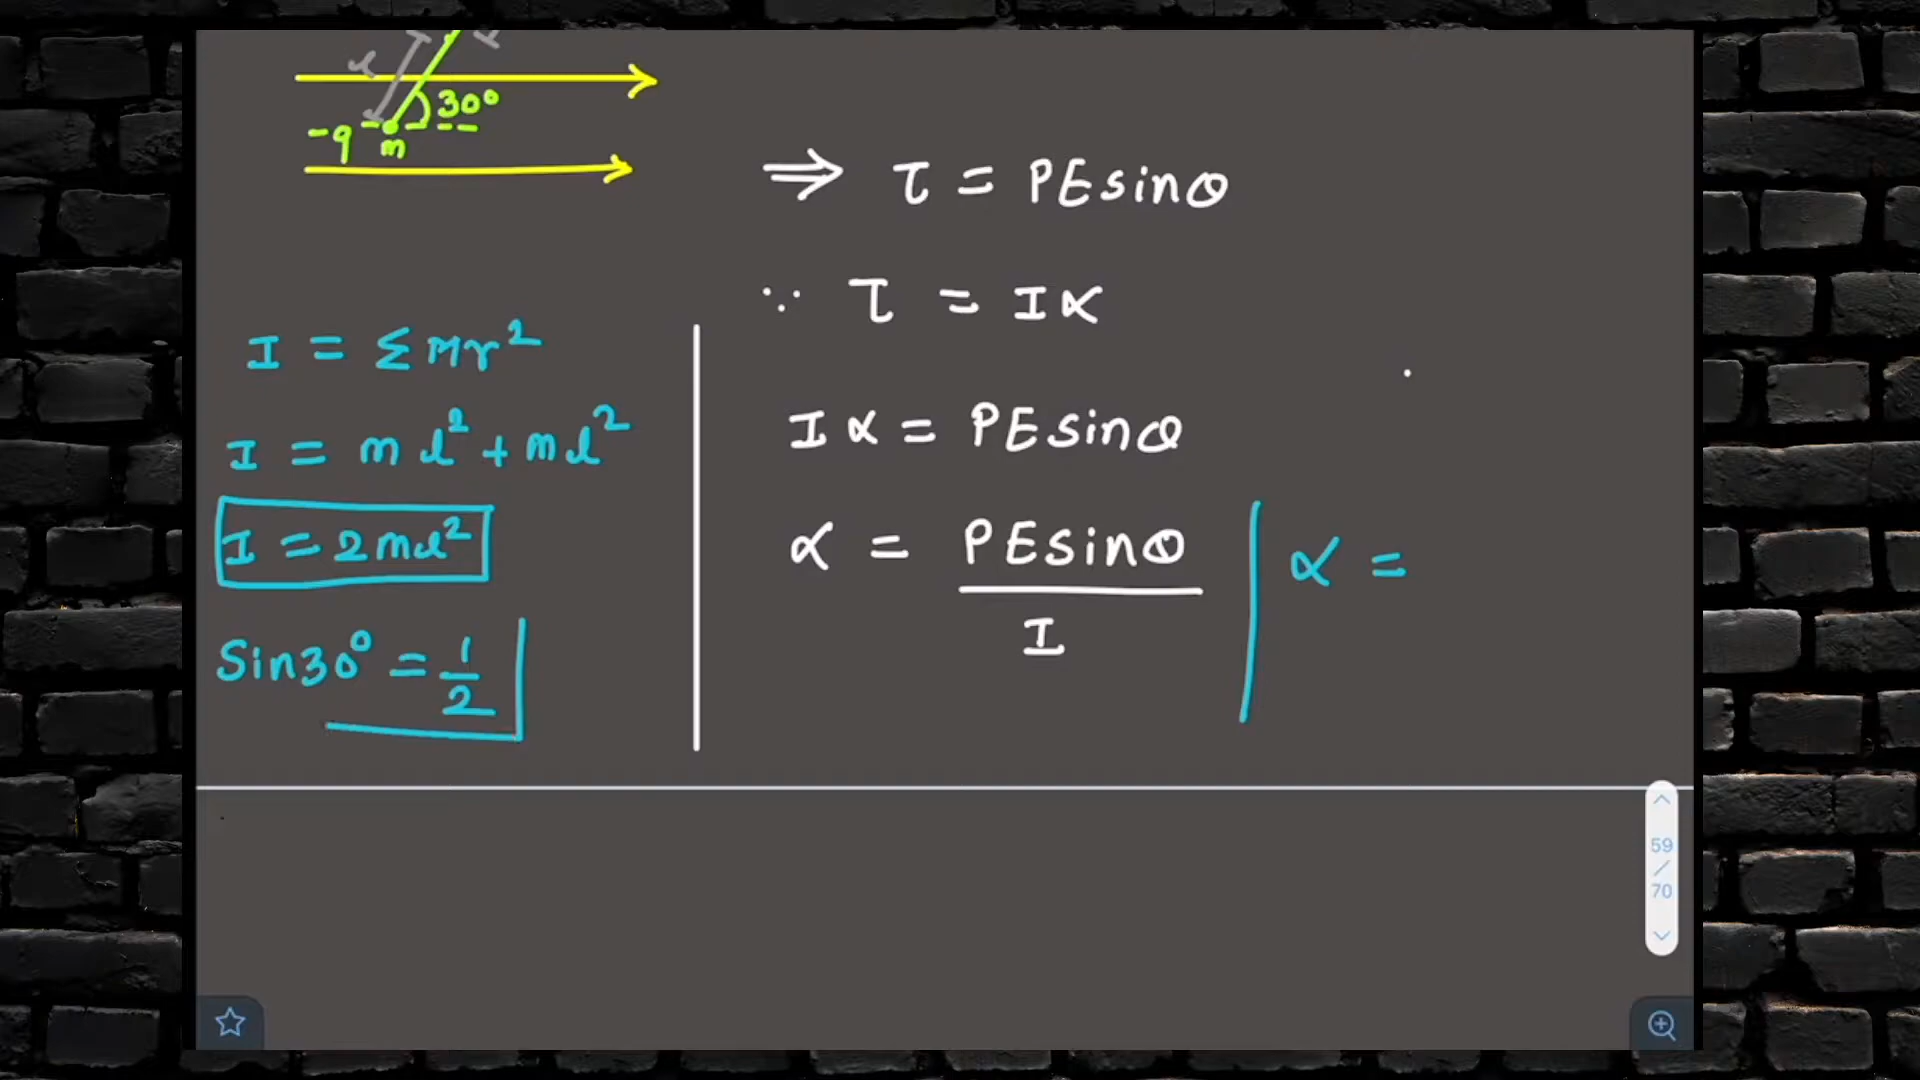 l
30°
-q
m
⇒ τ = PEsinθ
∵ τ = Iα
I = ΣMr²
I = ml² + ml²
I = 2ml²
Sin30° = 1/2
Iα = PEsinθ
α = PEsinθ / I
α =
59
/
70